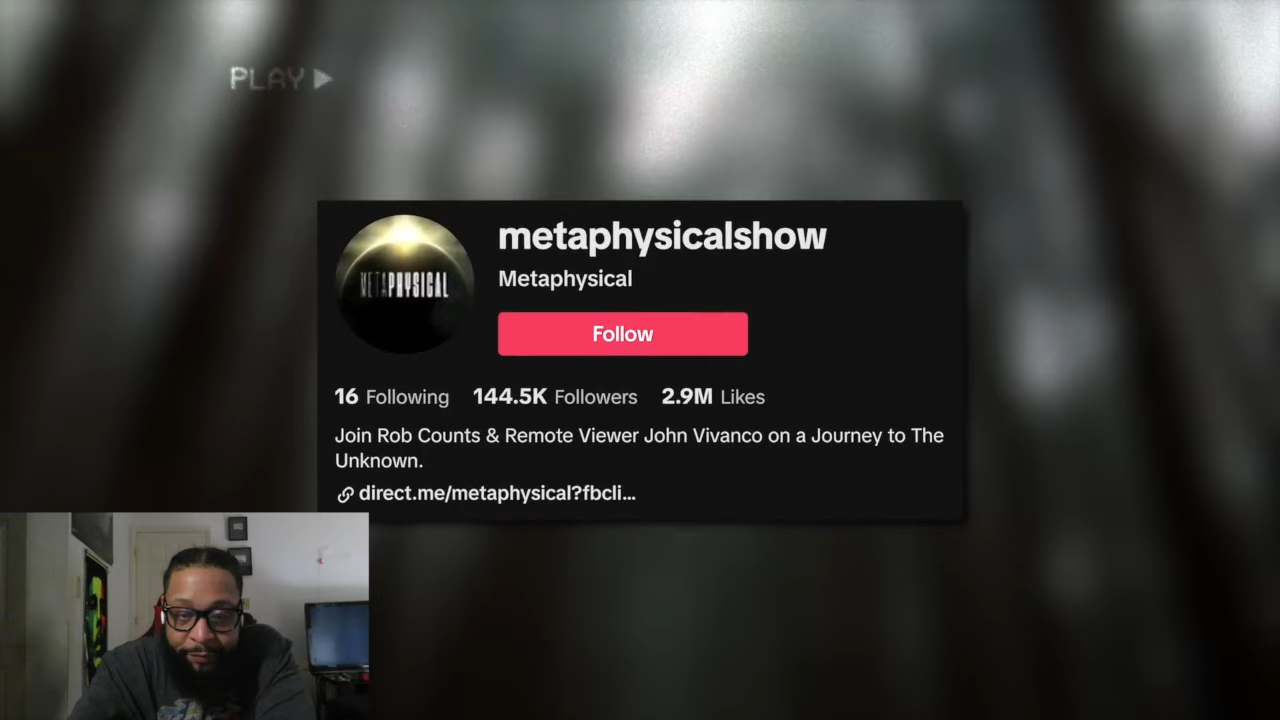 PLAY
METAPHYSICAL
metaphysicalshow
Metaphysical
Follow
16 Following 144.5K Followers 2.9M Likes
Join Rob Counts & Remote Viewer John Vivanco on a Journey to The
Unknown.
direct.me/metaphysical?fbcli...